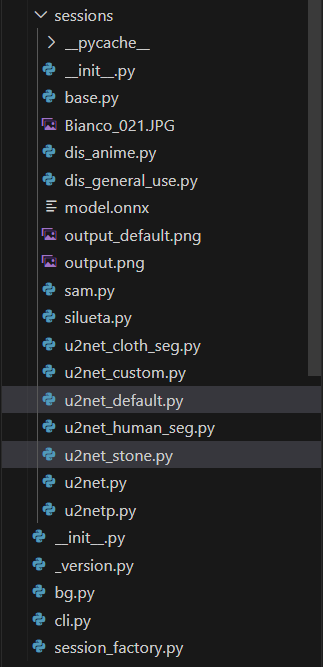 sessions
__pycache__
__init__.py
base.py
Bianco_021.JPG
dis_anime.py
dis_general_use.py
model.onnx
output_default.png
output.png
sam.py
silueta.py
u2net_cloth_seg.py
u2net_custom.py
u2net_default.py
u2net_human_seg.py
u2net_stone.py
u2net.py
u2netp.py
__init__.py
_version.py
bg.py
cli.py
session_factory.py